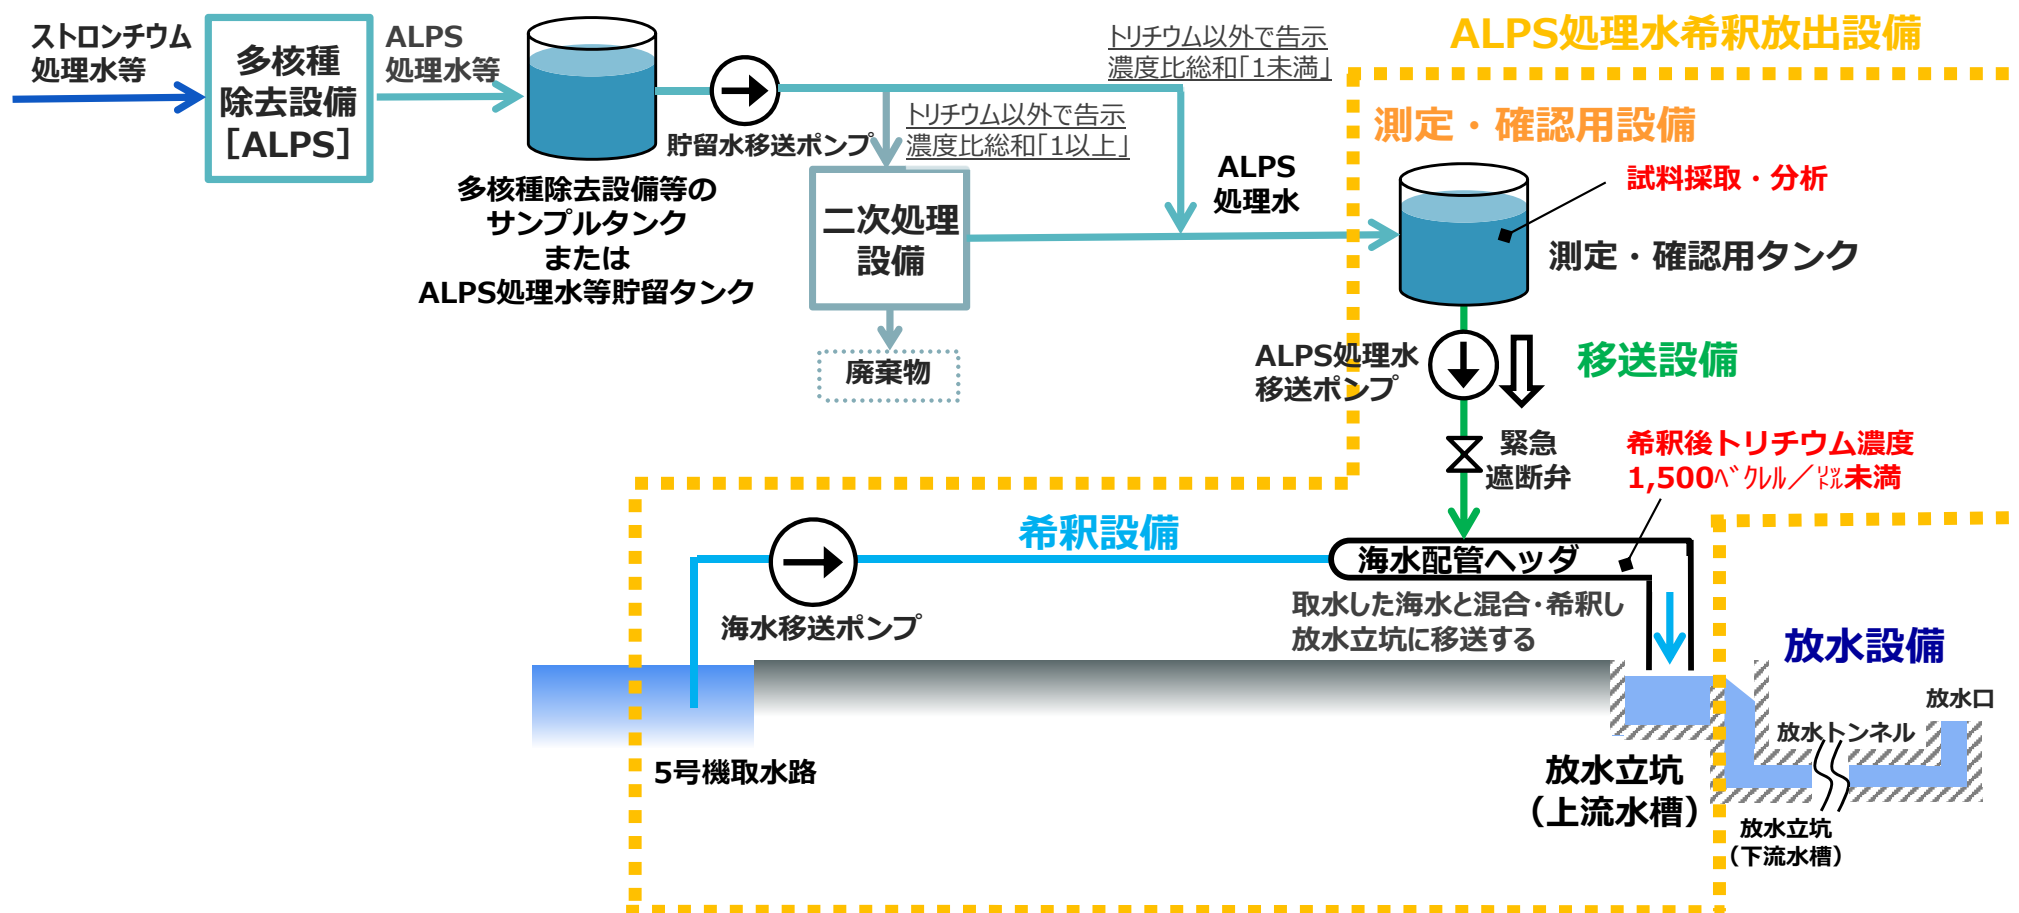 ストロンチウム
処理水等
多核種
除去設備
［ALPS］
ALPS
処理水等
貯留水移送ポンプ
多核種除去設備等の
サンプルタンク
または
ALPS処理水等貯留タンク
トリチウム以外で告示
濃度比総和「1未満」
トリチウム以外で告示
濃度比総和「1以上」
二次処理
設備
廃棄物
ALPS
処理水
ALPS処理水希釈放出設備
測定・確認用設備
試料採取・分析
測定・確認用タンク
ALPS処理水
移送ポンプ
移送設備
緊急
遮断弁
希釈後トリチウム濃度
1,500ベクレル／リットル未満
希釈設備
海水配管ヘッダ
海水移送ポンプ
取水した海水と混合・希釈し
放水立坑に移送する
放水設備
放水口
放水トンネル
5号機取水路
放水立坑
（上流水槽）
放水立坑
（下流水槽）